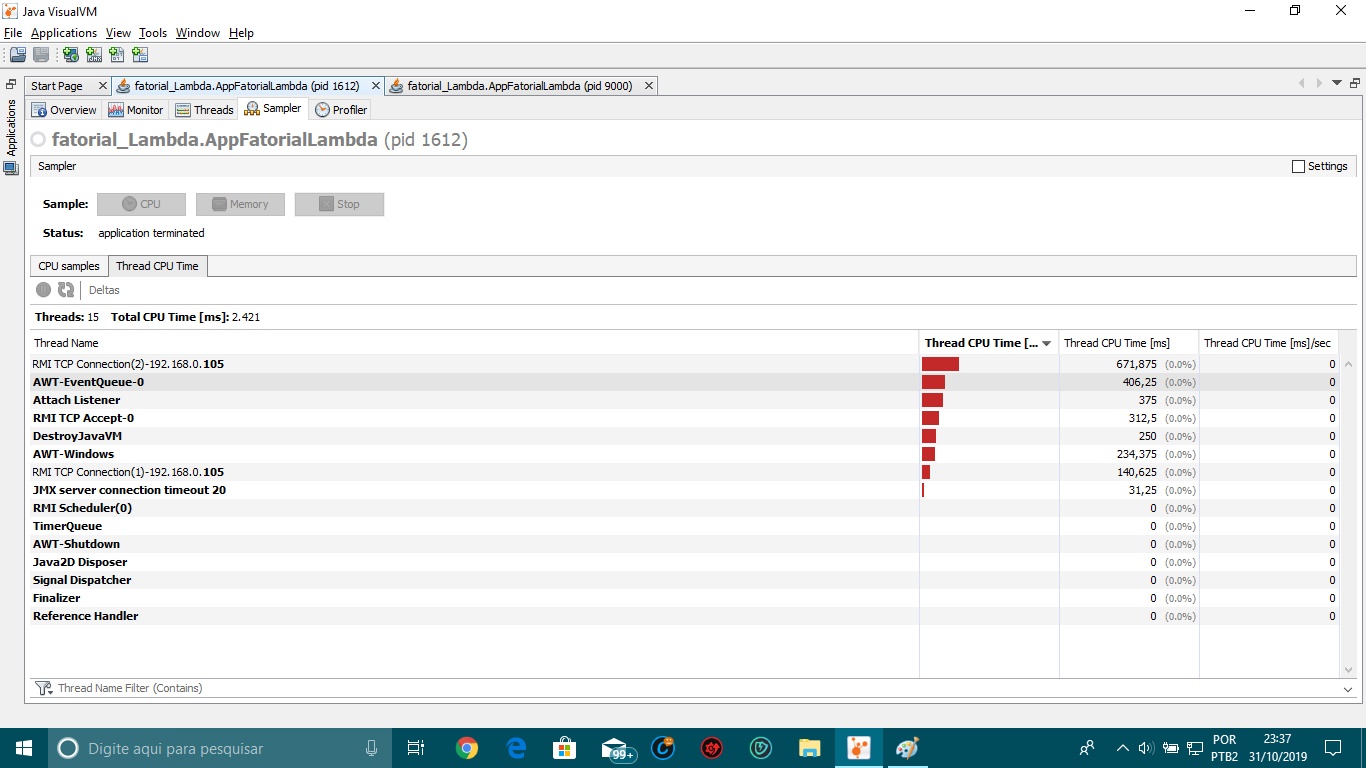 Java VisualVM
File Applications View Tools Window Help
Start Page fatorial_Lambda.AppFatorialLambda (pid 1612) fatorial_Lambda.AppFatorialLambda (pid 9000)
Applications
Overview Monitor Threads Sampler Profiler
fatorial_Lambda.AppFatorialLambda (pid 1612)
Sampler Settings
Sample: CPU Memory Stop
Status: application terminated
CPU samples Thread CPU Time
Deltas
Threads: 15 Total CPU Time [ms]: 2.421
Thread Name Thread CPU Time [... Thread CPU Time [ms] Thread CPU Time [ms]/sec
RMI TCP Connection(2)-192.168.0.105 671,875 (0.0%) 0
AWT-EventQueue-0 406,25 (0.0%) 0
Attach Listener 375 (0.0%) 0
RMI TCP Accept-0 312,5 (0.0%) 0
DestroyJavaVM 250 (0.0%) 0
AWT-Windows 234,375 (0.0%) 0
RMI TCP Connection(1)-192.168.0.105 140,625 (0.0%) 0
JMX server connection timeout 20 31,25 (0.0%) 0
RMI Scheduler(0) 0 (0.0%) 0
TimerQueue 0 (0.0%) 0
AWT-Shutdown 0 (0.0%) 0
Java2D Disposer 0 (0.0%) 0
Signal Dispatcher 0 (0.0%) 0
Finalizer 0 (0.0%) 0
Reference Handler 0 (0.0%) 0
Thread Name Filter (Contains)
Digite aqui para pesquisar 99+ POR 23:37
PTB2 31/10/2019